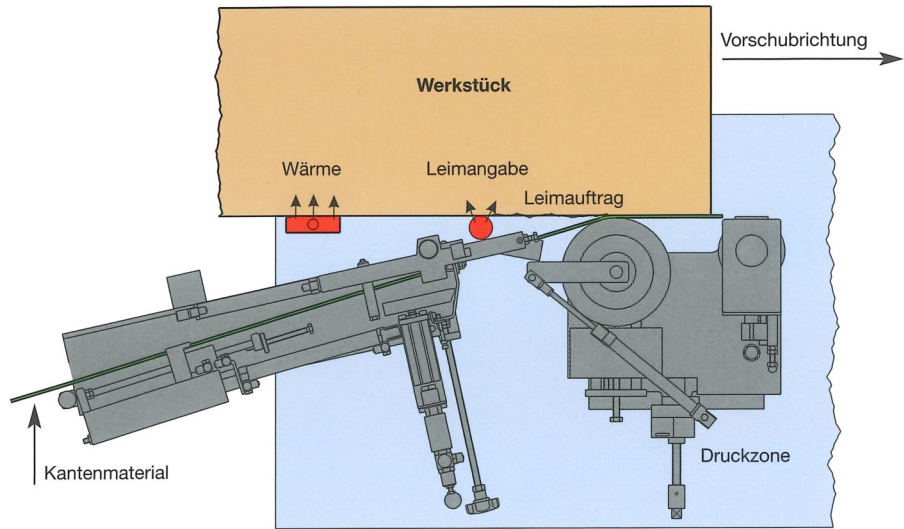 Vorschubrichtung
Werkstück
Wärme
Leimangabe
Leimauftrag
Kantenmaterial
Druckzone